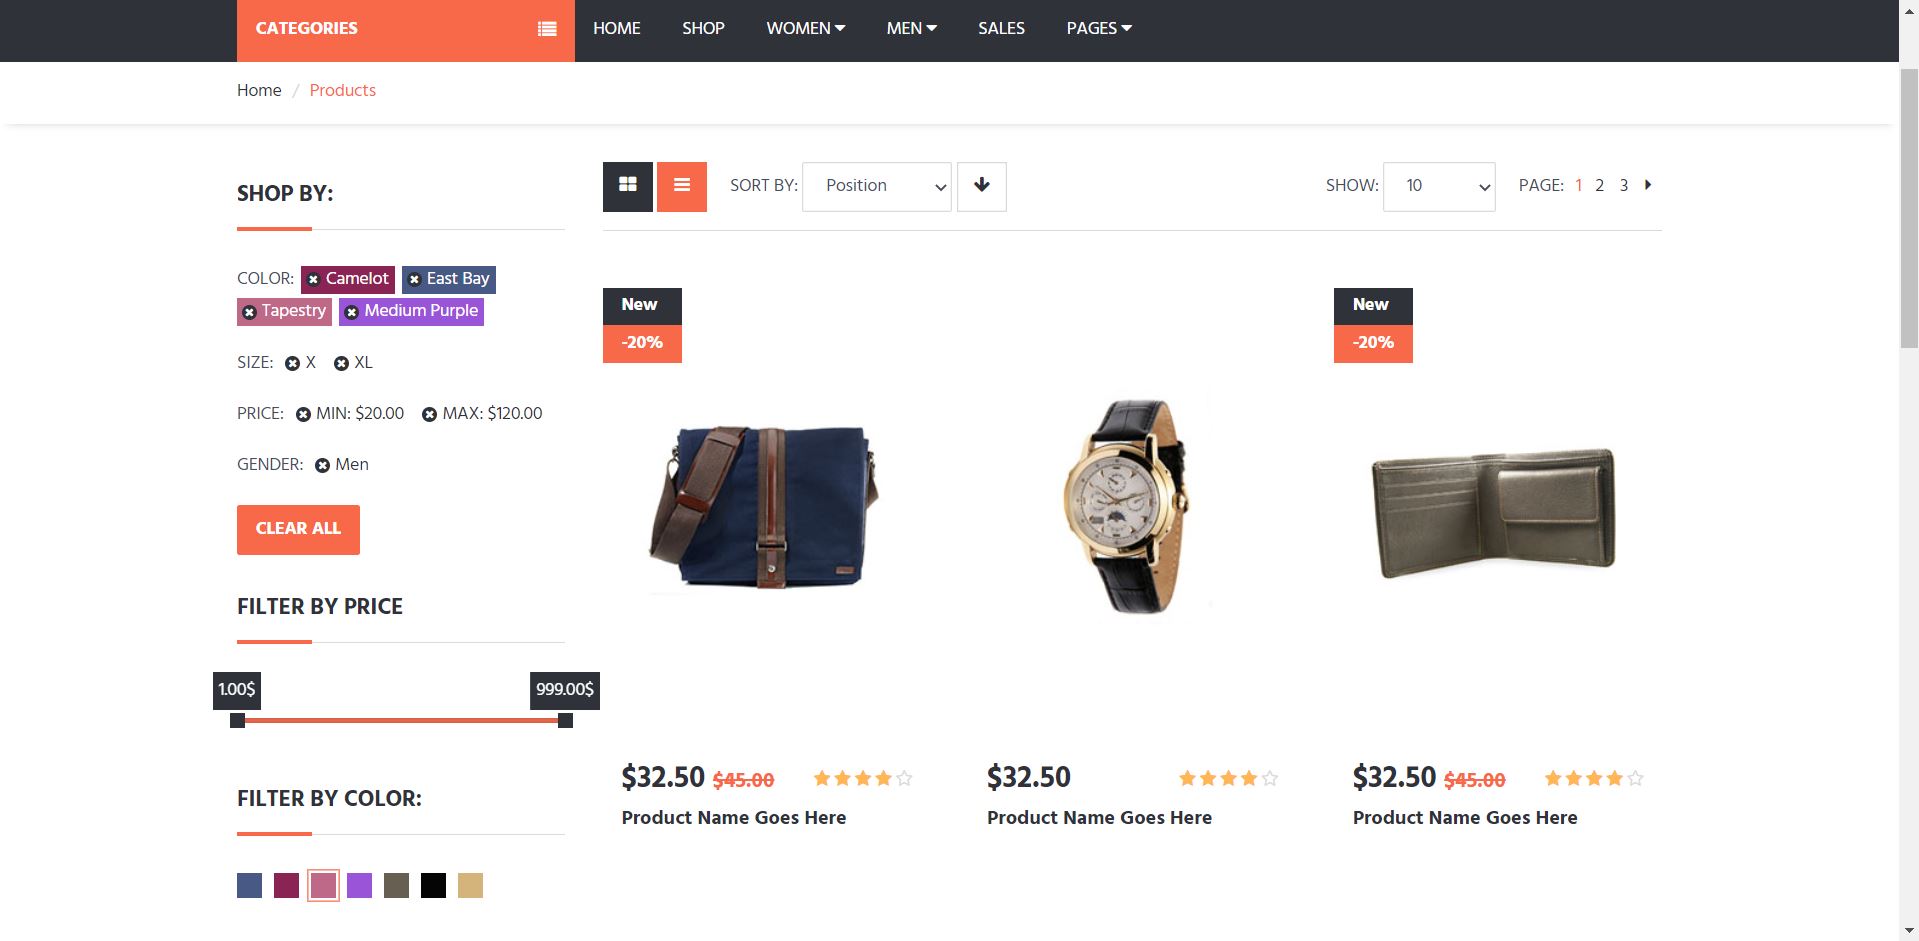 CATEGORIES HOME SHOP WOMEN MEN SALES PAGES
Home / Products
SHOP BY:
COLOR: Camelot East Bay
Tapestry Medium Purple
SIZE: X XL
PRICE: MIN: $20.00 MAX: $120.00
GENDER: Men
CLEAR ALL
FILTER BY PRICE
1.00$ 999.00$
FILTER BY COLOR:
SORT BY: Position SHOW: 10 PAGE: 1 2 3
New
-20%
$32.50 $45.00
Product Name Goes Here
$32.50
Product Name Goes Here
New
-20%
$32.50 $45.00
Product Name Goes Here